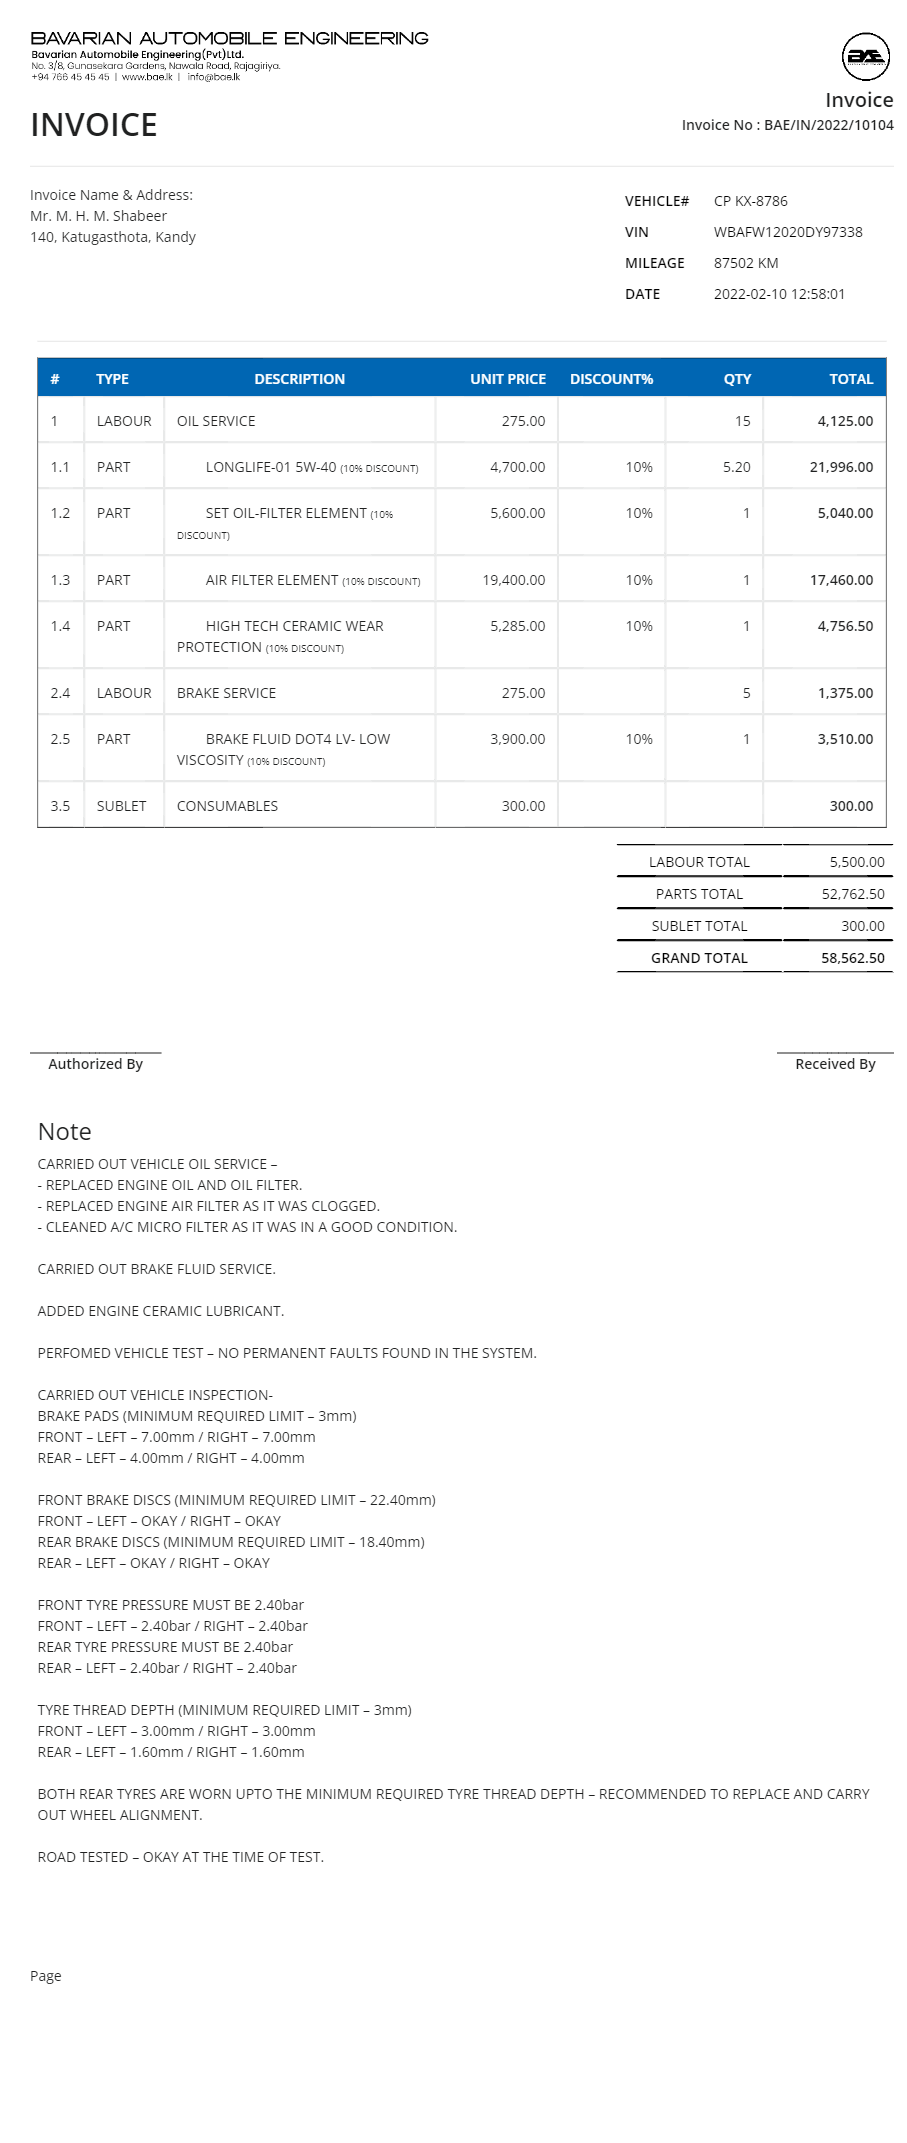 BAVARIAN AUTOMOBILE ENGINEERING
Bavarian Automobile Engineering(Pvt)Ltd.
No. 3/8, Gunasekara Gardens, Nawala Road, Rajagiriya.
+94 766 45 45 45 | www.bae.lk | info@bae.lk
BAE
Invoice
INVOICE
Invoice No : BAE/IN/2022/10104
Invoice Name & Address:
Mr. M. H. M. Shabeer
140, Katugasthota, Kandy
VEHICLE# CP KX-8786
VIN WBAFW12020DY97338
MILEAGE 87502 KM
DATE 2022-02-10 12:58:01
# TYPE DESCRIPTION UNIT PRICE DISCOUNT% QTY TOTAL
1 LABOUR OIL SERVICE 275.00 15 4,125.00
1.1 PART LONGLIFE-01 5W-40 (10% DISCOUNT) 4,700.00 10% 5.20 21,996.00
1.2 PART SET OIL-FILTER ELEMENT (10% 5,600.00 10% 1 5,040.00
DISCOUNT)
1.3 PART AIR FILTER ELEMENT (10% DISCOUNT) 19,400.00 10% 1 17,460.00
1.4 PART HIGH TECH CERAMIC WEAR 5,285.00 10% 1 4,756.50
PROTECTION (10% DISCOUNT)
2.4 LABOUR BRAKE SERVICE 275.00 5 1,375.00
2.5 PART BRAKE FLUID DOT4 LV- LOW 3,900.00 10% 1 3,510.00
VISCOSITY (10% DISCOUNT)
3.5 SUBLET CONSUMABLES 300.00 300.00
LABOUR TOTAL 5,500.00
PARTS TOTAL 52,762.50
SUBLET TOTAL 300.00
GRAND TOTAL 58,562.50
Authorized By Received By
Note
CARRIED OUT VEHICLE OIL SERVICE –
- REPLACED ENGINE OIL AND OIL FILTER.
- REPLACED ENGINE AIR FILTER AS IT WAS CLOGGED.
- CLEANED A/C MICRO FILTER AS IT WAS IN A GOOD CONDITION.
CARRIED OUT BRAKE FLUID SERVICE.
ADDED ENGINE CERAMIC LUBRICANT.
PERFOMED VEHICLE TEST – NO PERMANENT FAULTS FOUND IN THE SYSTEM.
CARRIED OUT VEHICLE INSPECTION-
BRAKE PADS (MINIMUM REQUIRED LIMIT – 3mm)
FRONT – LEFT – 7.00mm / RIGHT – 7.00mm
REAR – LEFT – 4.00mm / RIGHT – 4.00mm
FRONT BRAKE DISCS (MINIMUM REQUIRED LIMIT – 22.40mm)
FRONT – LEFT – OKAY / RIGHT – OKAY
REAR BRAKE DISCS (MINIMUM REQUIRED LIMIT – 18.40mm)
REAR – LEFT – OKAY / RIGHT – OKAY
FRONT TYRE PRESSURE MUST BE 2.40bar
FRONT – LEFT – 2.40bar / RIGHT – 2.40bar
REAR TYRE PRESSURE MUST BE 2.40bar
REAR – LEFT – 2.40bar / RIGHT – 2.40bar
TYRE THREAD DEPTH (MINIMUM REQUIRED LIMIT – 3mm)
FRONT – LEFT – 3.00mm / RIGHT – 3.00mm
REAR – LEFT – 1.60mm / RIGHT – 1.60mm
BOTH REAR TYRES ARE WORN UPTO THE MINIMUM REQUIRED TYRE THREAD DEPTH – RECOMMENDED TO REPLACE AND CARRY
OUT WHEEL ALIGNMENT.
ROAD TESTED – OKAY AT THE TIME OF TEST.
Page